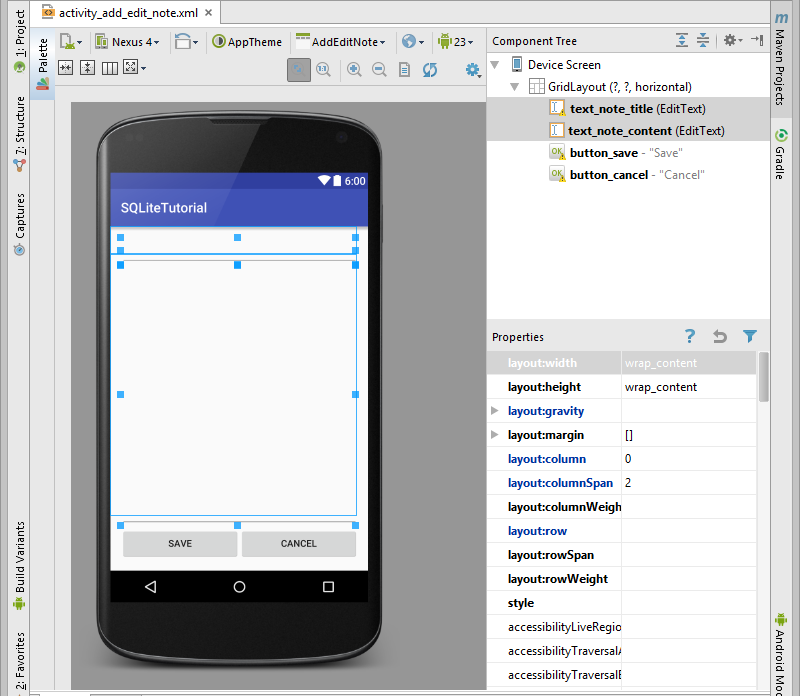 activity_add_edit_note.xml ×
1: Project
7: Structure
Captures
Build Variants
2: Favorites
Palette
Nexus 4
AppTheme
AddEditNote
23
6:00
SQLiteTutorial
SAVE
CANCEL
Component Tree
Device Screen
GridLayout (?, ?, horizontal)
text_note_title (EditText)
text_note_content (EditText)
OK button_save - "Save"
OK button_cancel - "Cancel"
Properties
?
layout:width wrap_content
layout:height wrap_content
layout:gravity
layout:margin []
layout:column 0
layout:columnSpan 2
layout:columnWeigh
layout:row
layout:rowSpan
layout:rowWeight
style
accessibilityLiveRegio
accessibilityTraversalA
accessibilityTraversalB
m
Maven Projects
Gradle
Android Mod